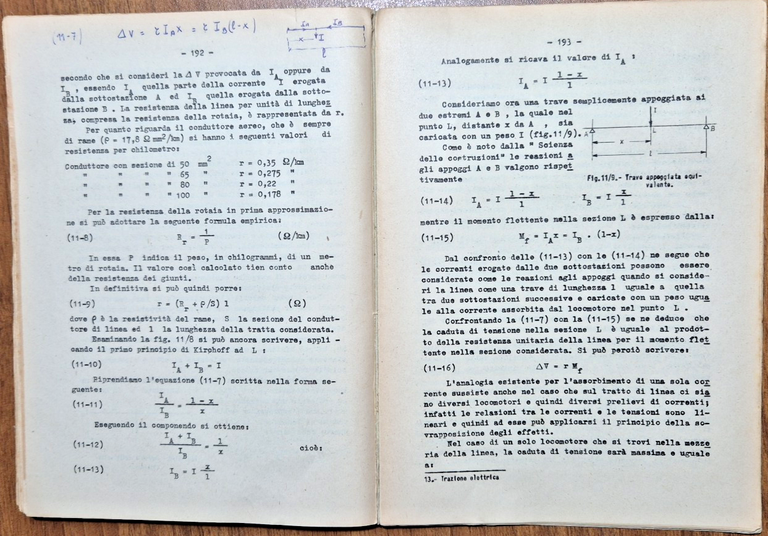 (11-7) ΔV = r I_A x = r I_B (l-x)
I_A I_B
x I
l
- 192 -
secondo che si consideri la Δ V provocata da I_A oppure da
I_B , essendo I_A quella parte della corrente I erogata
dalla sottostazione A ed I_B quella erogata dalla sotto-
stazione B . La resistenza della linea per unità di lunghez
za, compresa la resistenza della rotaia, è rappresentata da r.
Per quanto riguarda il conduttore aereo, che è sempre
di rame (ρ = 17,8 Ω mm²/km) si hanno i seguenti valori di
resistenza per chilometro:
Conduttore con sezione di 50 mm² r = 0,35 Ω/km
" " " " 65 " r = 0,275 "
" " " " 80 " r = 0,22 "
" " " " 100 " r = 0,178 "
Per la resistenza della rotaia in prima approssimazio-
ne si può adottare la seguente formula empirica:
(11-8) R_r = 1/P (Ω/km)
In essa P indica il peso, in chilogrammi, di un me-
tro di rotaia. Il valore così calcolato tien conto anche
della resistenza dei giunti.
In definitiva si può quindi porre:
(11-9) r = (R_r + ρ/S) l (Ω)
dove ρ è la resistività del rame, S la sezione del condut-
tore di linea ed l la lunghezza della tratta considerata.
Esaminando la fig. 11/8 si può ancora scrivere, appli -
cando il primo principio di Kirphoff ad L :
(11-10) I_A + I_B = I
Riprendiamo l'equazione (11-7) scritta nella forma se-
guente:
(11-11) I_A / I_B = l - x / x
Eseguendo il componendo si ottiene:
(11-12) I_A + I_B / I_B = l / x cioè:
(11-13) I_B = I x/l
- 193 -
Analogamente si ricava il valore di I_A :
(11-13) I_A = I l - x / l
Consideriamo ora una trave semplicemente appoggiata ai
due estremi A e B , la quale nel
punto L, distante x da A , sia
caricata con un peso I (fig.11/9).
Come è noto dalla " Scienza
delle costruzioni" le reazioni a
gli appoggi A e B valgono rispet
tivamente
I
A L B
x
l
Fig.11/9.- Trave appoggiata equi-
valente.
(11-14) I_A = I l - x / l I_B = I x / l
mentre il momento flettente nella sezione L è espresso dalla:
(11-15) M_f = I_A x = I_B . (l-x)
Dal confronto delle (11-13) con le (11-14) ne segue che
le correnti erogate dalle due sottostazioni possono essere
considerate come le reazioni agli appoggi quando si conside-
ri la linea come una trave di lunghezza l uguale a quella
tra due sottostazioni successive e caricate con un peso ugua
le alla corrente assorbita dal locomotore nel punto L .
Confrontando la (11-7) con la (11-15) se ne deduce che
la caduta di tensione nella sezione L è uguale al prodot-
to della resistenza unitaria della linea per il momento flet
tente nella sezione considerata. Si può perciò scrivere:
(11-16) ΔV = r M_f
L'analogia esistente per l'assorbimento di una sola cor
rente sussiste anche nel caso che sul tratto di linea ci sia
no diversi locomotori e quindi diversi prelievi di correnti;
infatti le relazioni tra le correnti e le tensioni sono li-
neari e quindi ad esse può applicarsi il principio della so-
vrapposizione degli effetti.
Nel caso di un solo locomotore che si trovi nella mezze
ria della linea, la caduta di tensione sarà massima e uguale
a:
13.- Trazione elettrica